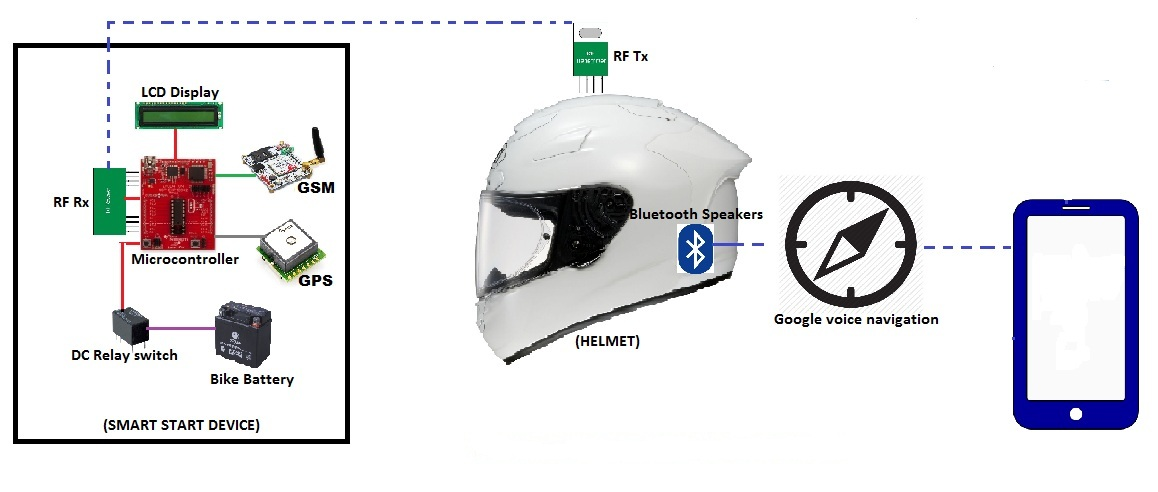 RF Tx
LCD Display
GSM
RF Rx
Bluetooth Speakers
Microcontroller
GPS
Google voice navigation
(HELMET)
DC Relay switch
Bike Battery
(SMART START DEVICE)